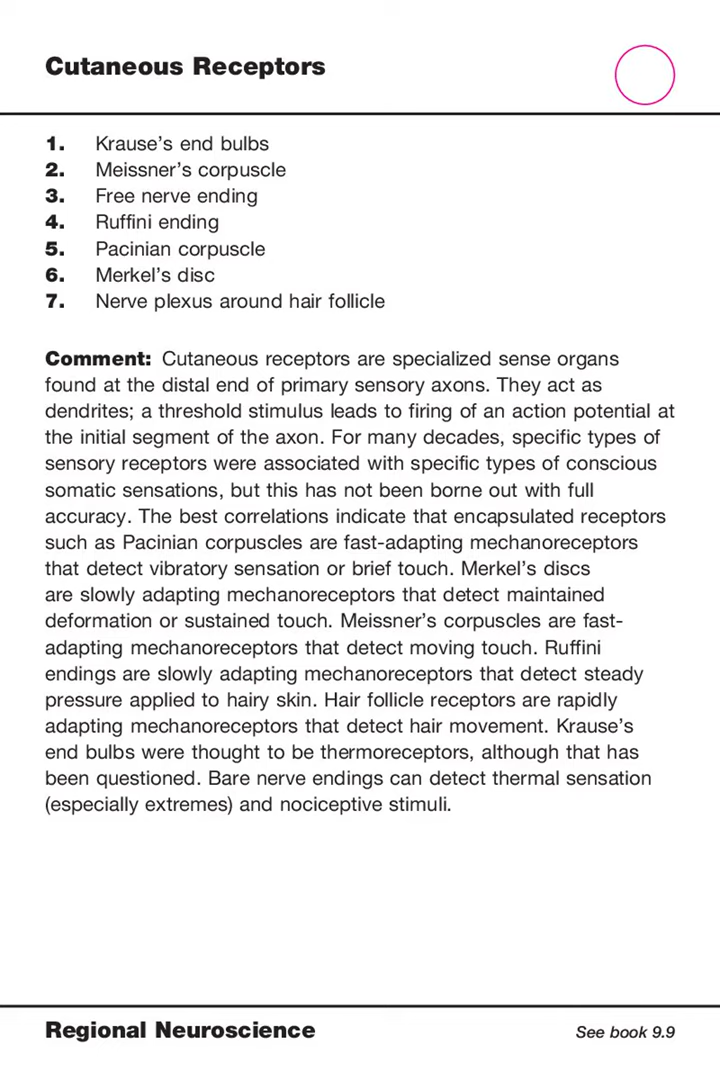 Cutaneous Receptors
1. Krause’s end bulbs
2. Meissner’s corpuscle
3. Free nerve ending
4. Ruffini ending
5. Pacinian corpuscle
6. Merkel’s disc
7. Nerve plexus around hair follicle
Comment: Cutaneous receptors are specialized sense organs
found at the distal end of primary sensory axons. They act as
dendrites; a threshold stimulus leads to firing of an action potential at
the initial segment of the axon. For many decades, specific types of
sensory receptors were associated with specific types of conscious
somatic sensations, but this has not been borne out with full
accuracy. The best correlations indicate that encapsulated receptors
such as Pacinian corpuscles are fast-adapting mechanoreceptors
that detect vibratory sensation or brief touch. Merkel’s discs
are slowly adapting mechanoreceptors that detect maintained
deformation or sustained touch. Meissner’s corpuscles are fast-
adapting mechanoreceptors that detect moving touch. Ruffini
endings are slowly adapting mechanoreceptors that detect steady
pressure applied to hairy skin. Hair follicle receptors are rapidly
adapting mechanoreceptors that detect hair movement. Krause’s
end bulbs were thought to be thermoreceptors, although that has
been questioned. Bare nerve endings can detect thermal sensation
(especially extremes) and nociceptive stimuli.
Regional Neuroscience
See book 9.9